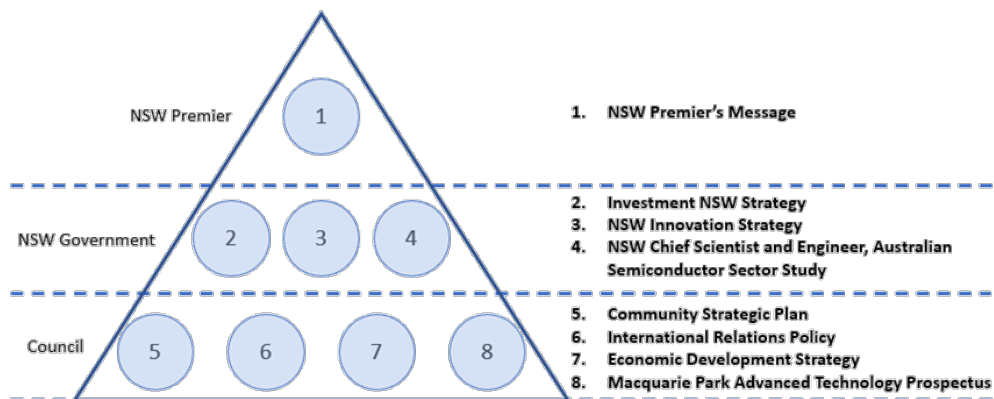 NSW Premier
1
1. NSW Premier's Message
NSW Government
2
3
4
2. Investment NSW Strategy
3. NSW Innovation Strategy
4. NSW Chief Scientist and Engineer, Australian
Semiconductor Sector Study
Council
5
6
7
8
5. Community Strategic Plan
6. International Relations Policy
7. Economic Development Strategy
8. Macquarie Park Advanced Technology Prospectus